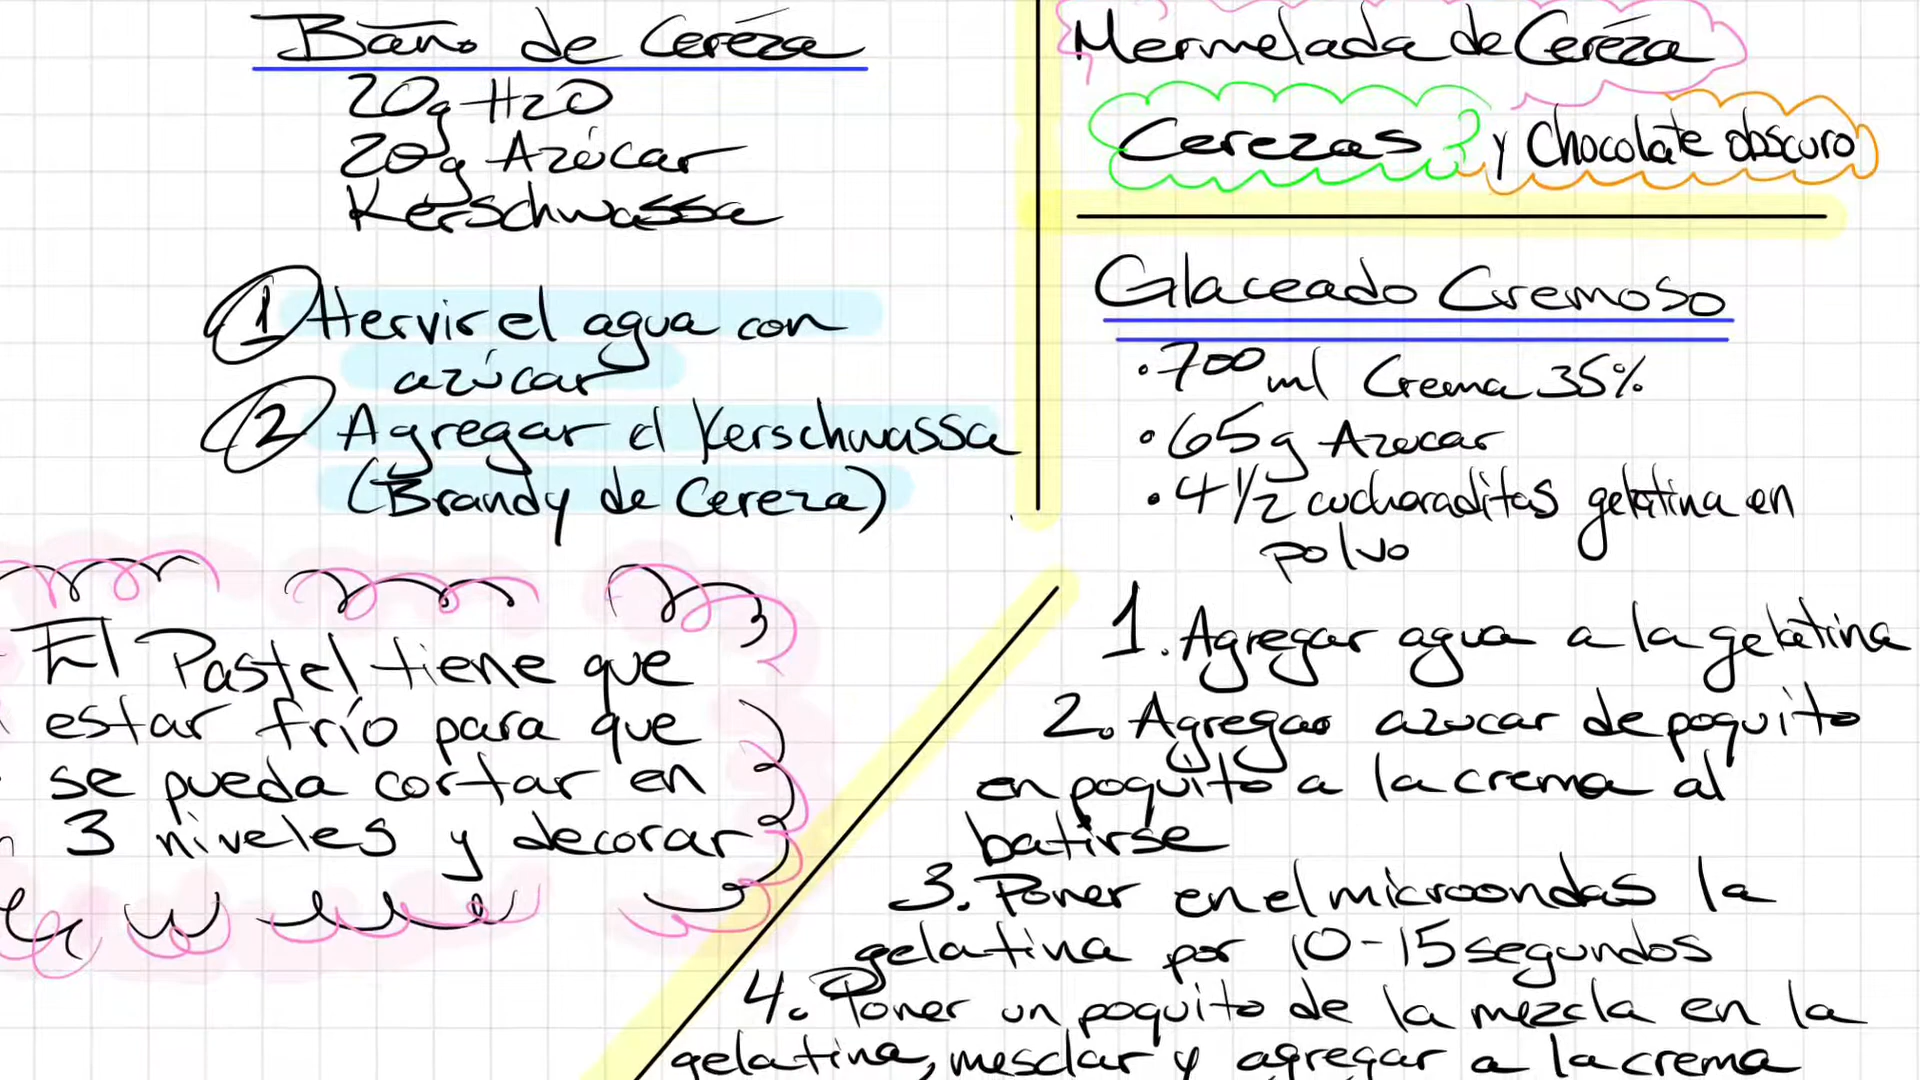 Baño de Cereza
20g H2O
20g Azúcar
Kerschwassa
1 Hervir el agua con
azúcar
2 Agregar el Kerschwassa
(Brandy de Cereza)
El Pastel tiene que
estar frío para que
se pueda cortar en
3 niveles y decorar
Mermelada de Cereza
Cerezas y Chocolate obscuro
Glaceado Cremoso
• 700 ml Crema 35%
• 65g Azucar
• 4 1/2 cucharaditas gelatina en
polvo
1. Agregar agua a la gelatina
2. Agregar azucar de poquito
en poquito a la crema al
batirse
3. Poner en el microondas la
gelatina por 10-15 segundos
4. Poner un poquito de la mezcla en la
gelatina, mesclar y agregar a la crema